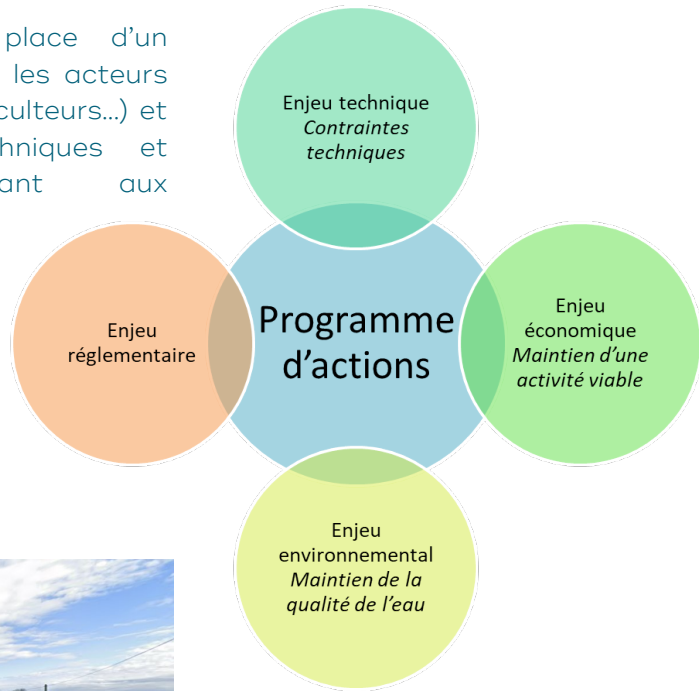 place d’un
les acteurs
culteurs...) et
hniques et
ant aux
Enjeu technique
Contraintes
techniques
Enjeu
réglementaire
Programme
d’actions
Enjeu
économique
Maintien d’une
activité viable
Enjeu
environnemental
Maintien de la
qualité de l’eau